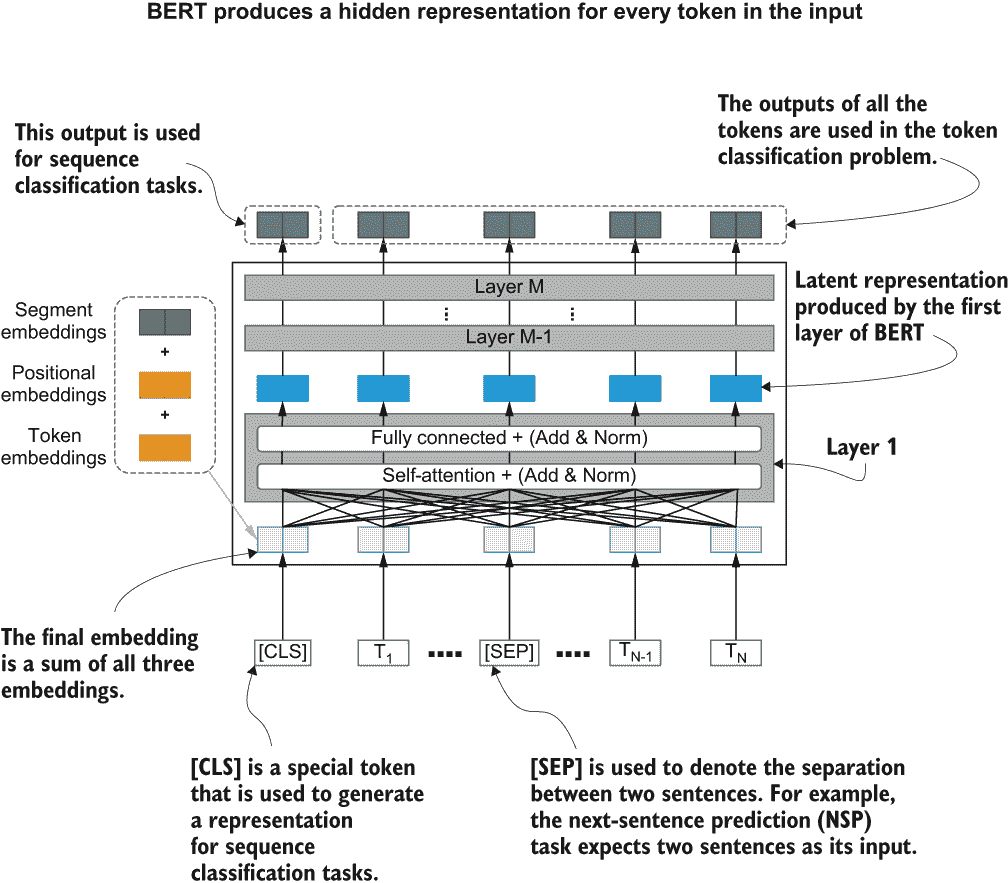 BERT produces a hidden representation for every token in the input
This output is used
for sequence
classification tasks.
The outputs of all the
tokens are used in the token
classification problem.
Layer M
Layer M-1
Latent representation
produced by the first
layer of BERT
Segment
embeddings
+
Positional
embeddings
+
Token
embeddings
Fully connected + (Add & Norm)
Self-attention + (Add & Norm)
Layer 1
The final embedding
is a sum of all three
embeddings.
[CLS] T1 [SEP] TN-1 TN
[CLS] is a special token
that is used to generate
a representation
for sequence
classification tasks.
[SEP] is used to denote the separation
between two sentences. For example,
the next-sentence prediction (NSP)
task expects two sentences as its input.